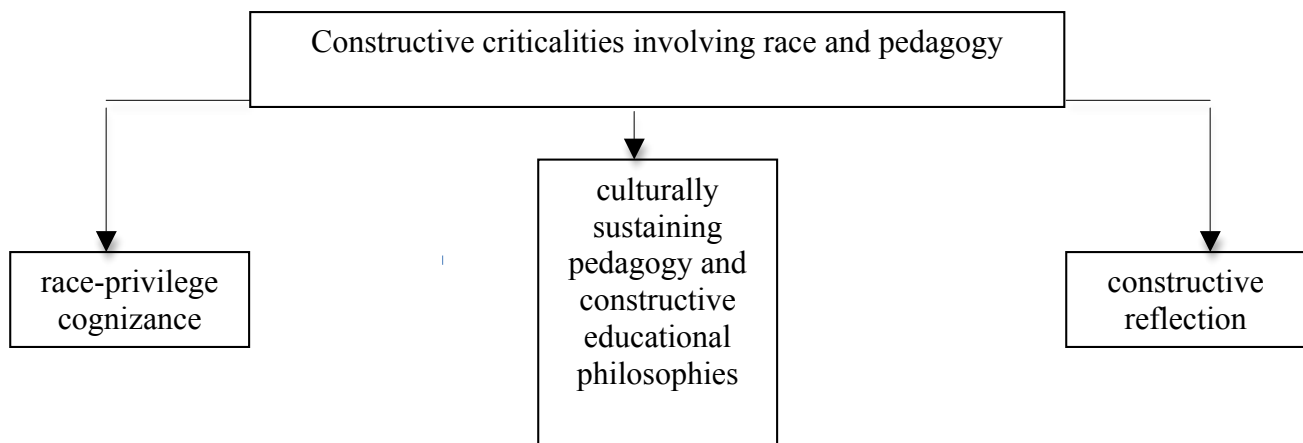 Constructive criticalities involving race and pedagogy
race-privilege
cognizance
culturally
sustaining
pedagogy and
constructive
educational
philosophies
constructive
reflection